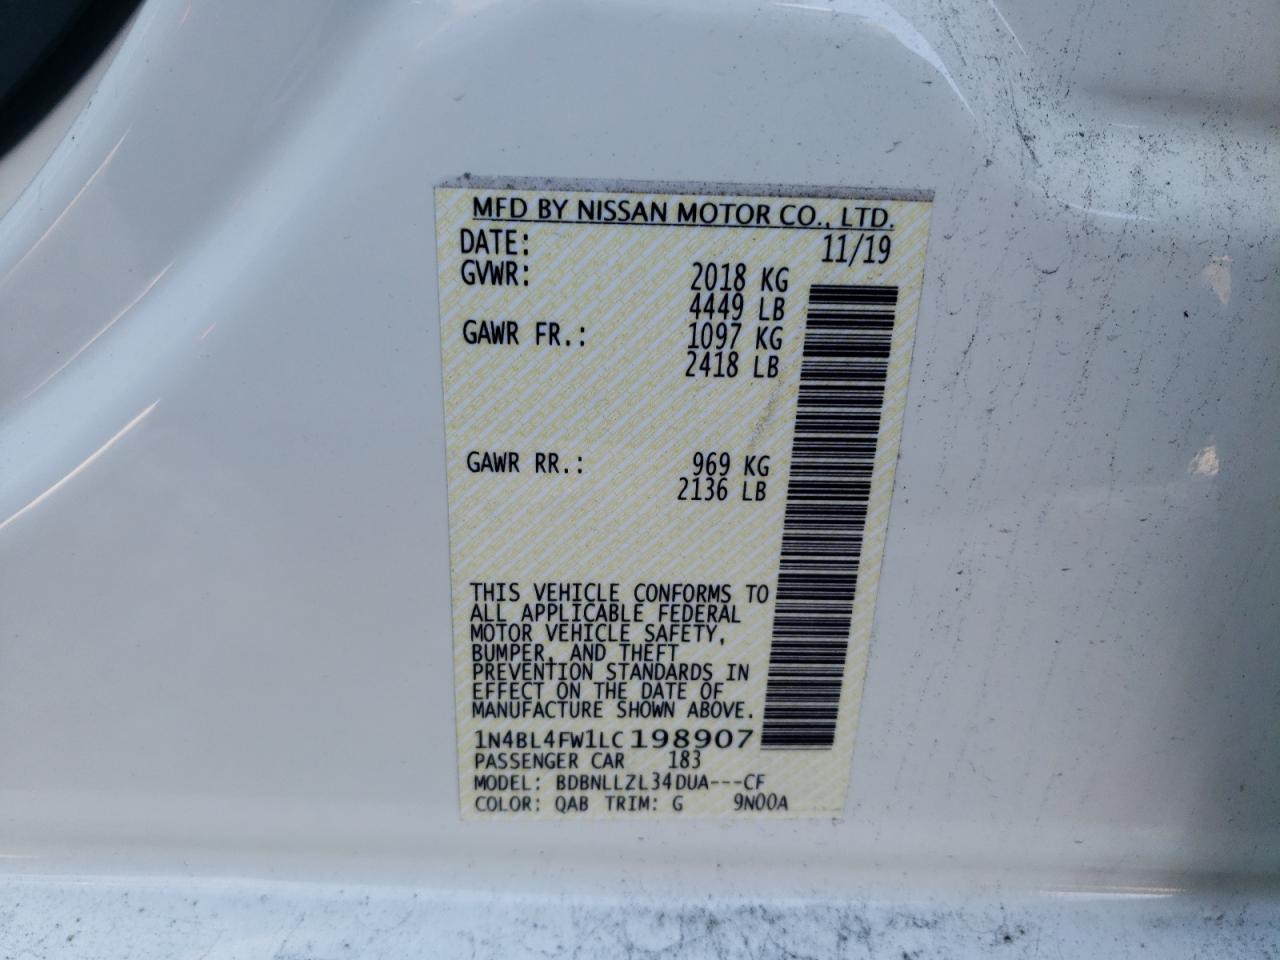 MFD BY NISSAN MOTOR CO., LTD.
DATE: 11/19
GVWR: 2018 KG
4449 LB
GAWR FR.: 1097 KG
2418 LB
GAWR RR.: 969 KG
2136 LB
THIS VEHICLE CONFORMS TO
ALL APPLICABLE FEDERAL
MOTOR VEHICLE SAFETY,
BUMPER, AND THEFT
PREVENTION STANDARDS IN
EFFECT ON THE DATE OF
MANUFACTURE SHOWN ABOVE.
1N4BL4FW1LC198907
PASSENGER CAR 183
MODEL: BDBNLLZL34DUA---CF
COLOR: QAB TRIM: G 9N00A